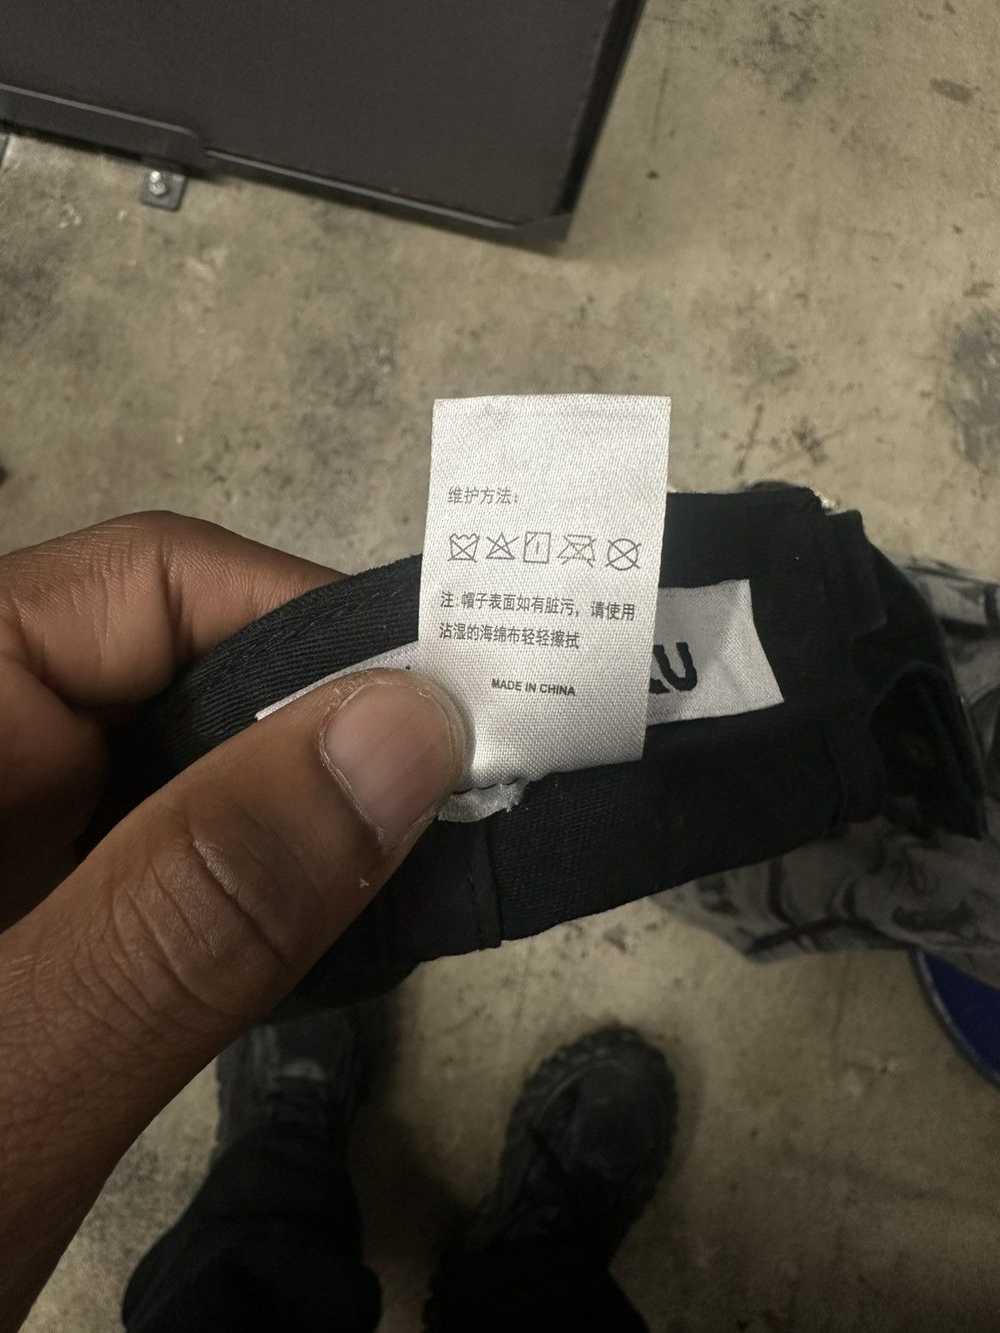 维护方法：
注:帽子表面如有脏污，请使用
沾湿的海绵布轻轻擦拭
MADE IN CHINA